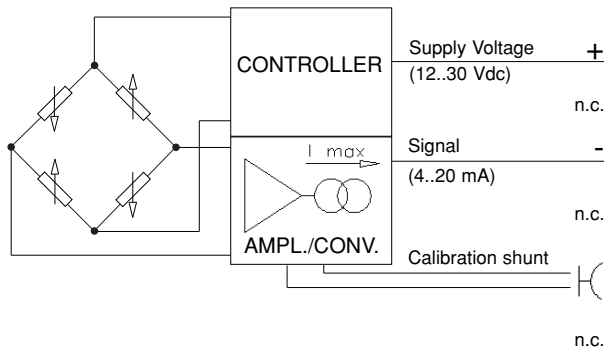 CONTROLLER
Supply Voltage +
(12..30 Vdc)
n.c.
I max
Signal -
(4..20 mA)
n.c.
AMPL./CONV.
Calibration shunt
n.c.